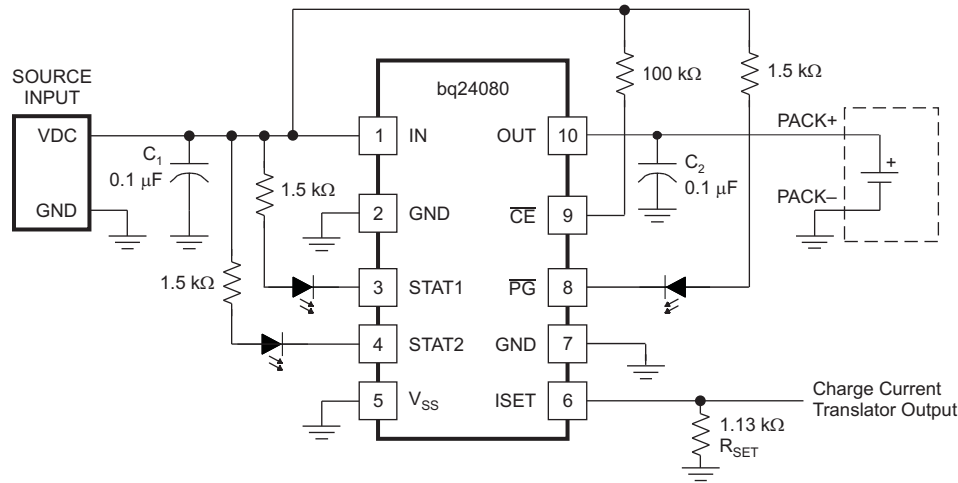 SOURCE
INPUT
VDC
GND
C1
0.1 μF
1.5 kΩ
1.5 kΩ
bq24080
1
IN
2
GND
3
STAT1
4
STAT2
5
VSS
OUT
10
CE
9
PG
8
GND
7
ISET
6
100 kΩ
1.5 kΩ
C2
0.1 μF
PACK+
PACK–
+
1.13 kΩ
RSET
Charge Current
Translator Output